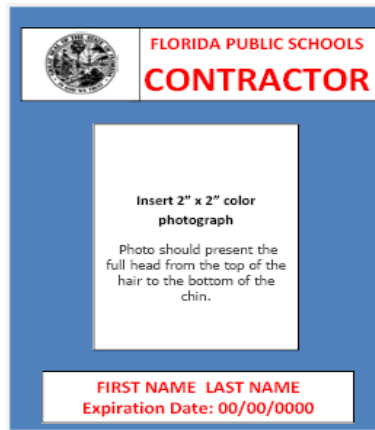 FLORIDA PUBLIC SCHOOLS
CONTRACTOR
Insert 2" x 2" color
photograph
Photo should present the
full head from the top of the
hair to the bottom of the
chin.
FIRST NAME LAST NAME
Expiration Date: 00/00/0000